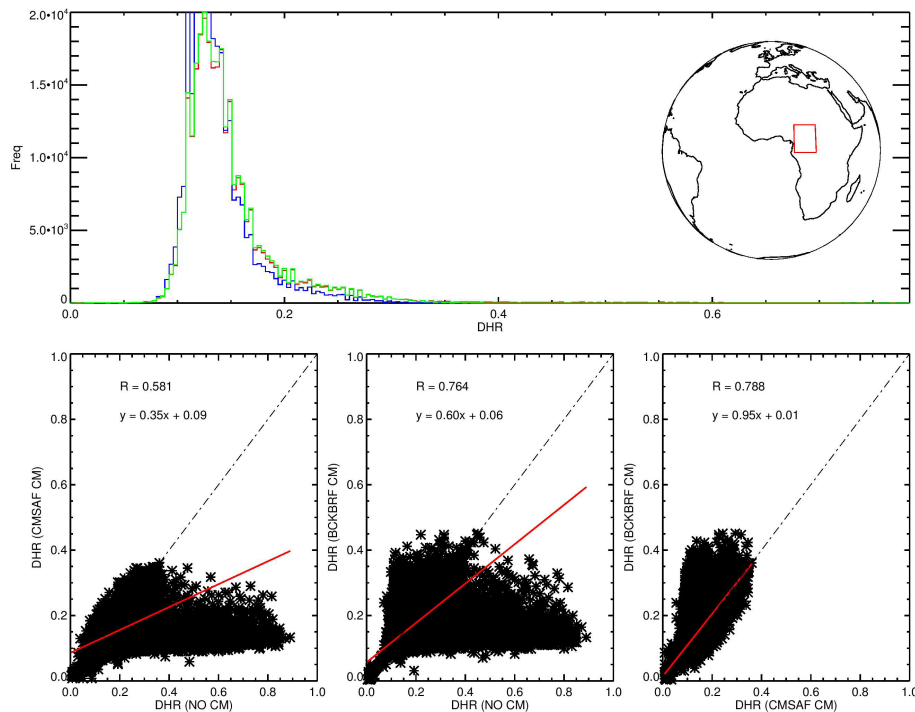 2.0•10⁴
1.5•10⁴
1.0•10⁴
5.0•10³
0
Freq
0.0 0.2 0.4 0.6
DHR
1.0
0.8
0.6
0.4
0.2
0.0
DHR (CMSAF CM)
R = 0.581
y = 0.35x + 0.09
0.0 0.2 0.4 0.6 0.8 1.0
DHR (NO CM)
1.0
0.8
0.6
0.4
0.2
0.0
DHR (BCKBRF CM)
R = 0.764
y = 0.60x + 0.06
0.0 0.2 0.4 0.6 0.8 1.0
DHR (NO CM)
1.0
0.8
0.6
0.4
0.2
0.0
DHR (BCKBRF CM)
R = 0.788
y = 0.95x + 0.01
0.0 0.2 0.4 0.6 0.8 1.0
DHR (CMSAF CM)